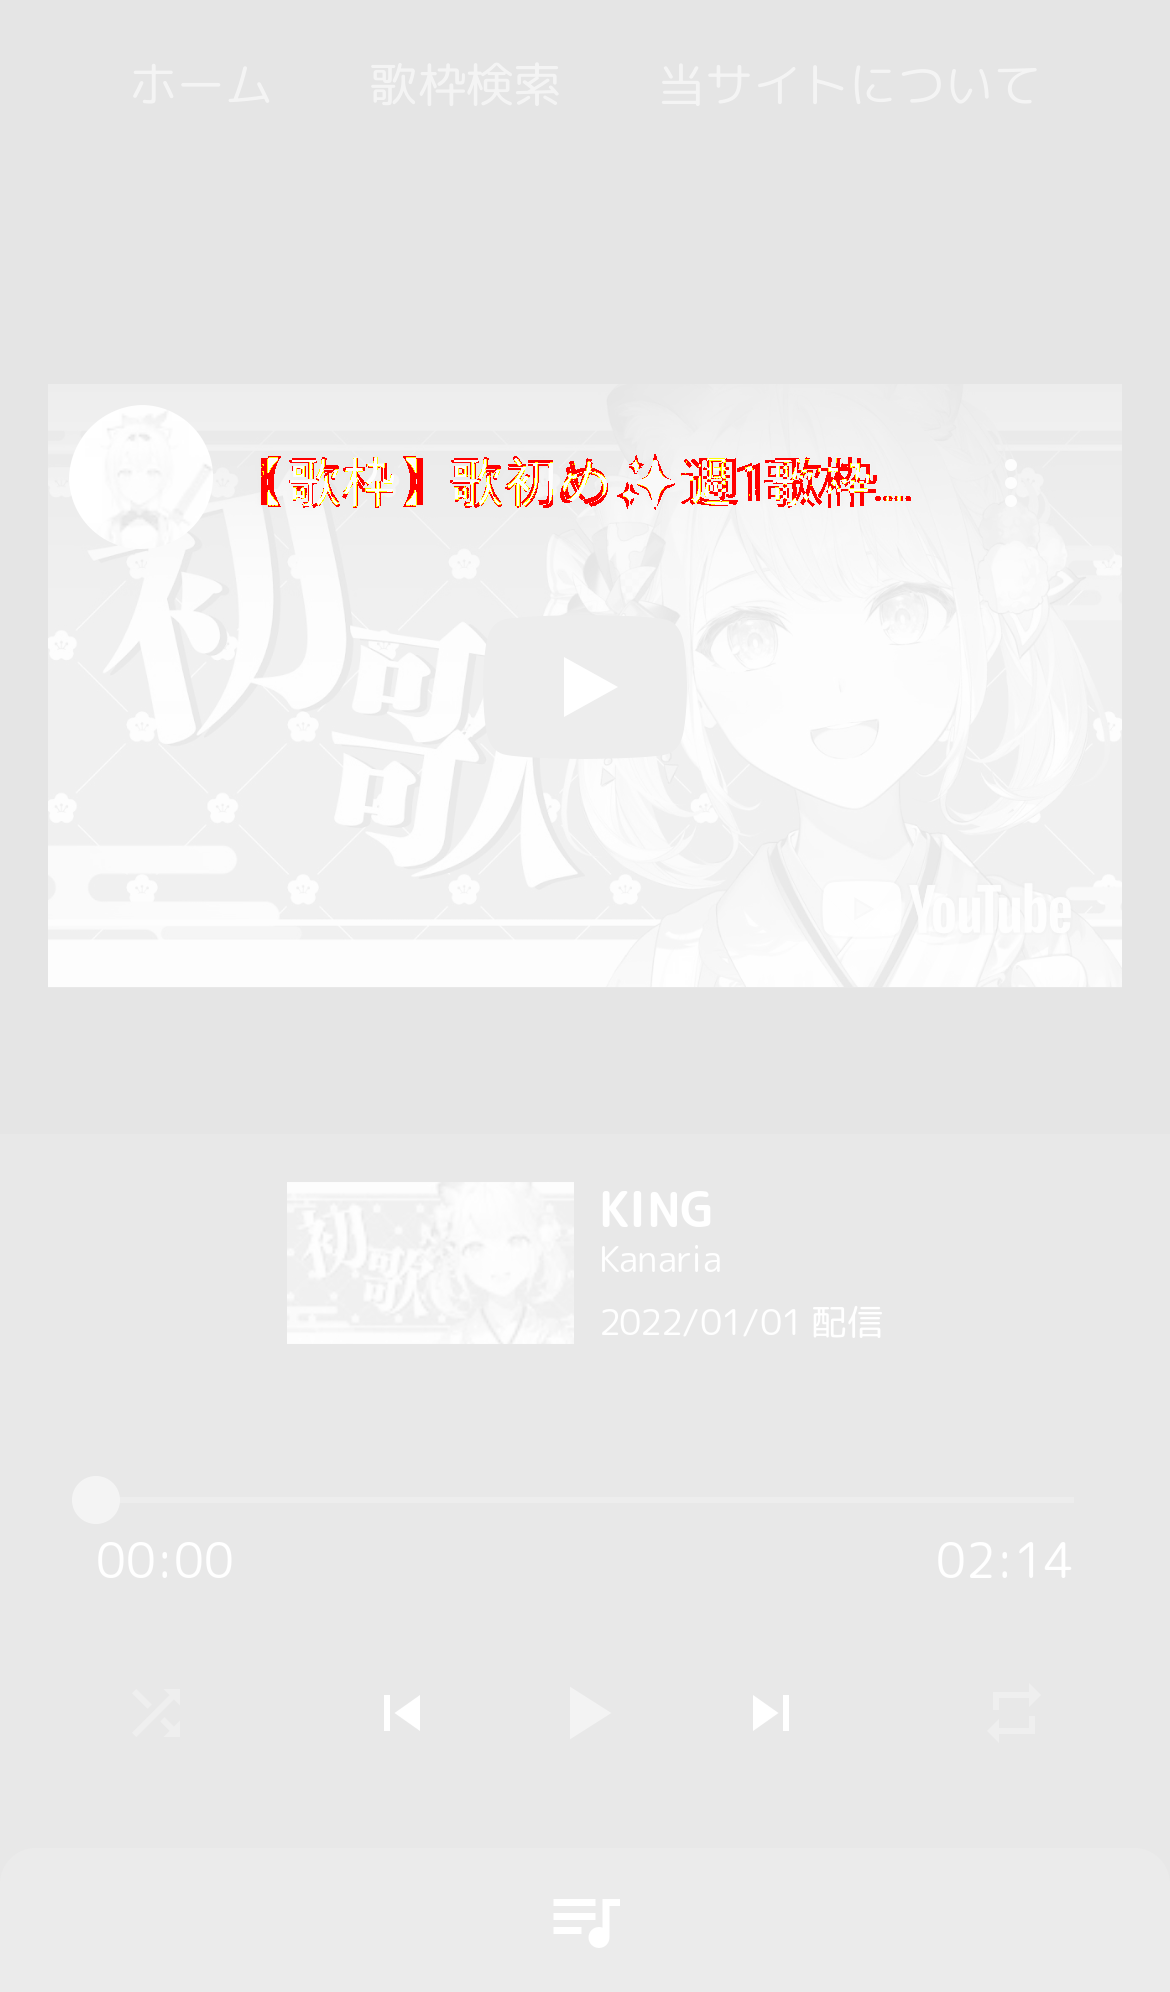 ホーム 歌枠検索 当サイトについて
【歌枠】歌初め✨週1歌枠...
初歌
YouTube
KING
Kanaria
2022/01/01 配信
初歌
00:00 02:14